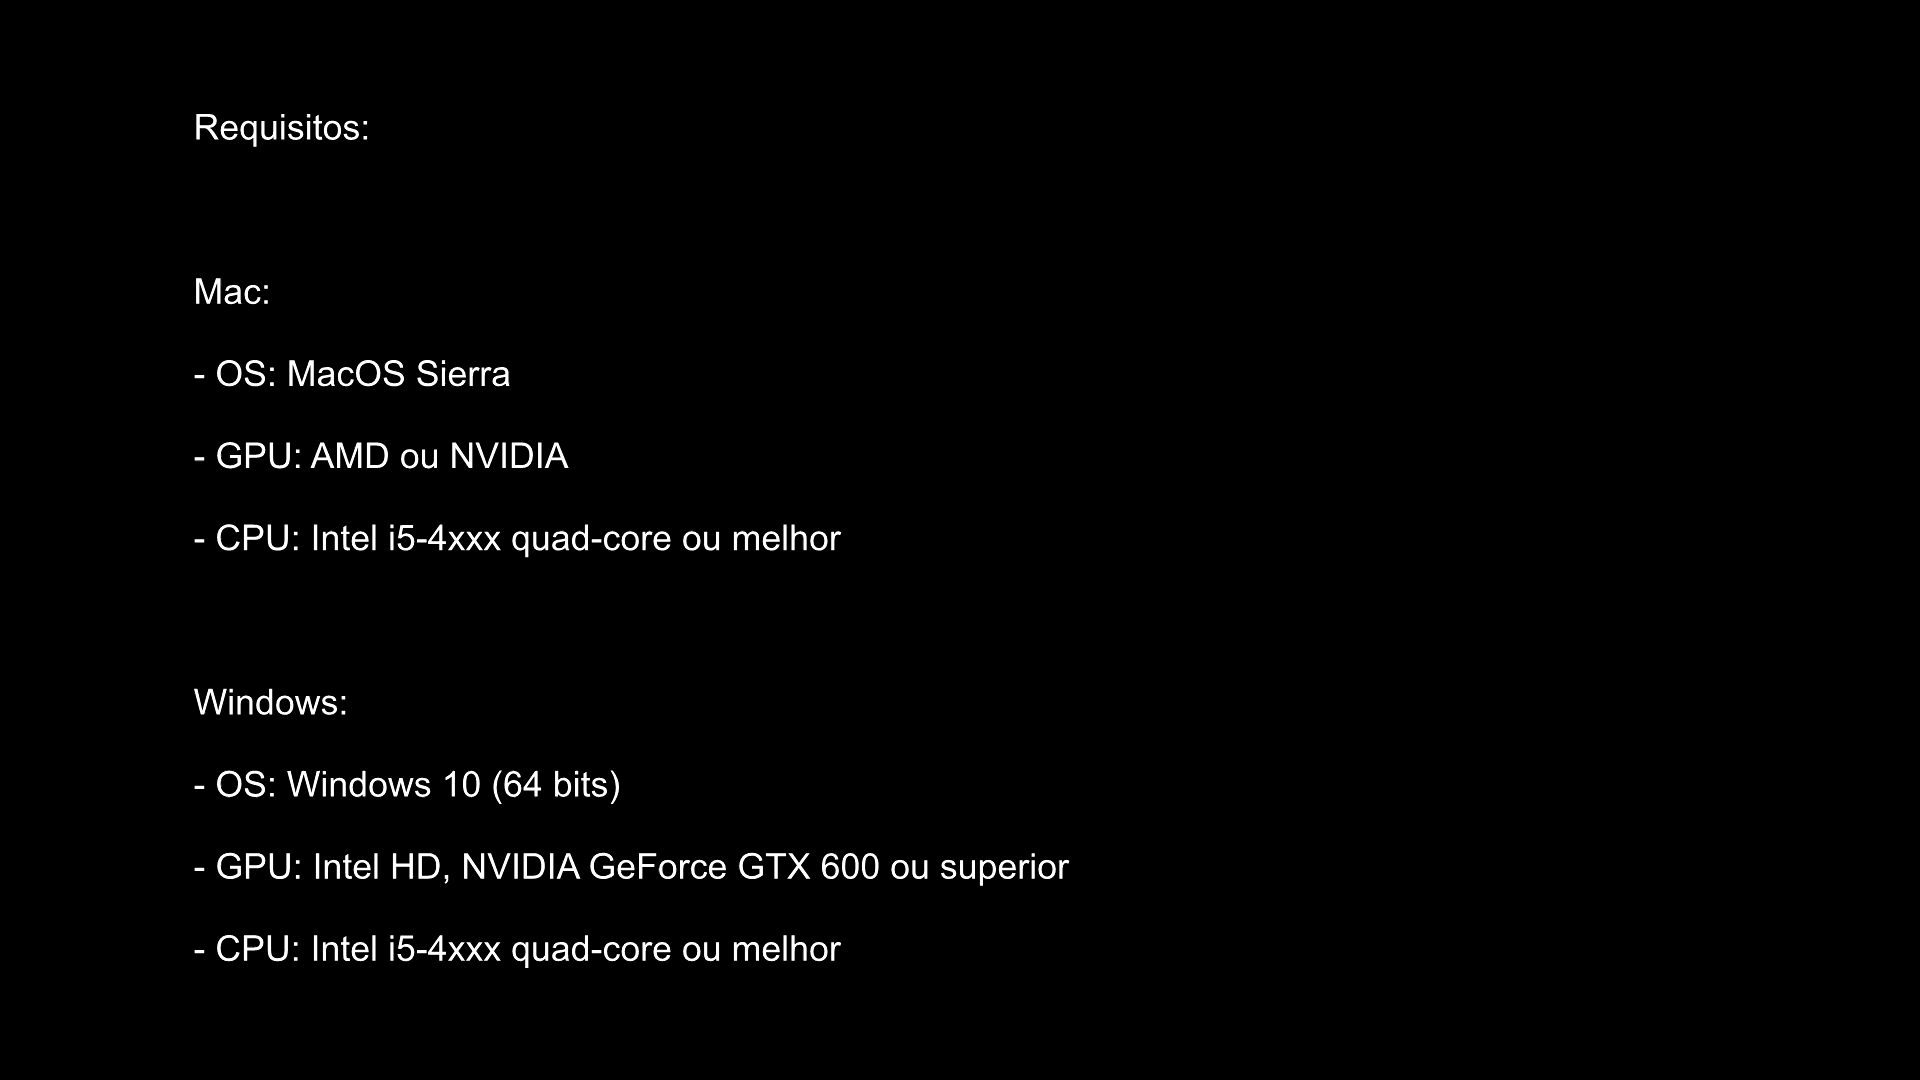 Requisitos:
Mac:
- OS: MacOS Sierra
- GPU: AMD ou NVIDIA
- CPU: Intel i5-4xxx quad-core ou melhor
Windows:
- OS: Windows 10 (64 bits)
- GPU: Intel HD, NVIDIA GeForce GTX 600 ou superior
- CPU: Intel i5-4xxx quad-core ou melhor